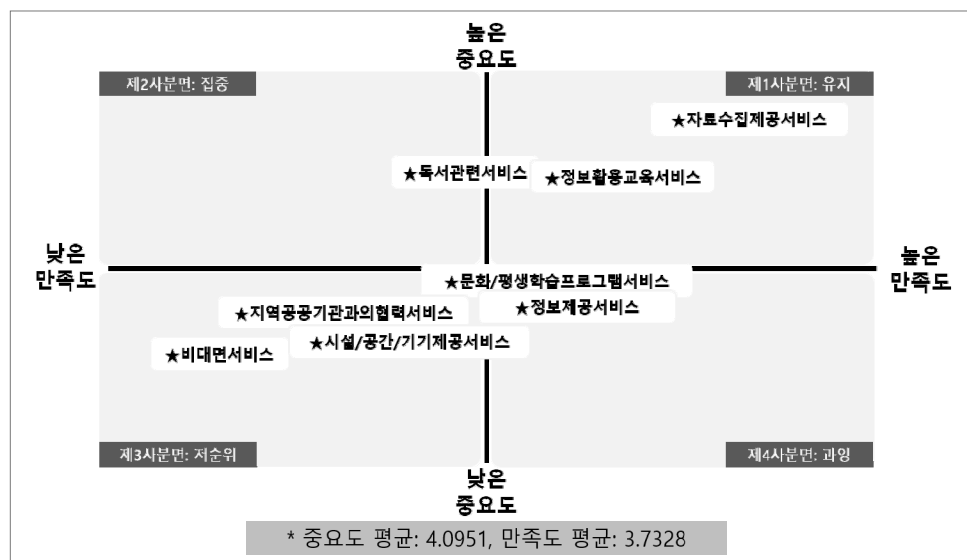 높은
중요도
제2사분면: 집중
제1사분면: 유지
★자료수집제공서비스
★독서관련서비스
★정보활용교육서비스
낮은
만족도
높은
만족도
★문화/평생학습프로그램서비스
★정보제공서비스
★지역공공기관과의협력서비스
★시설/공간/기기제공서비스
★비대면서비스
제3사분면: 저순위
제4사분면: 과잉
낮은
중요도
* 중요도 평균: 4.0951, 만족도 평균: 3.7328